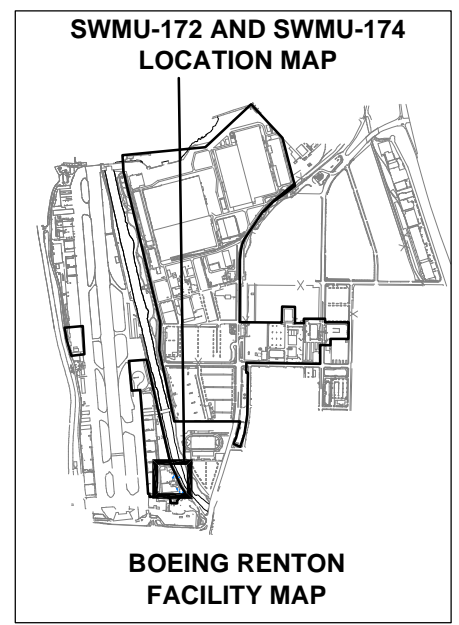 SWMU-172 AND SWMU-174
LOCATION MAP
BOEING RENTON
FACILITY MAP